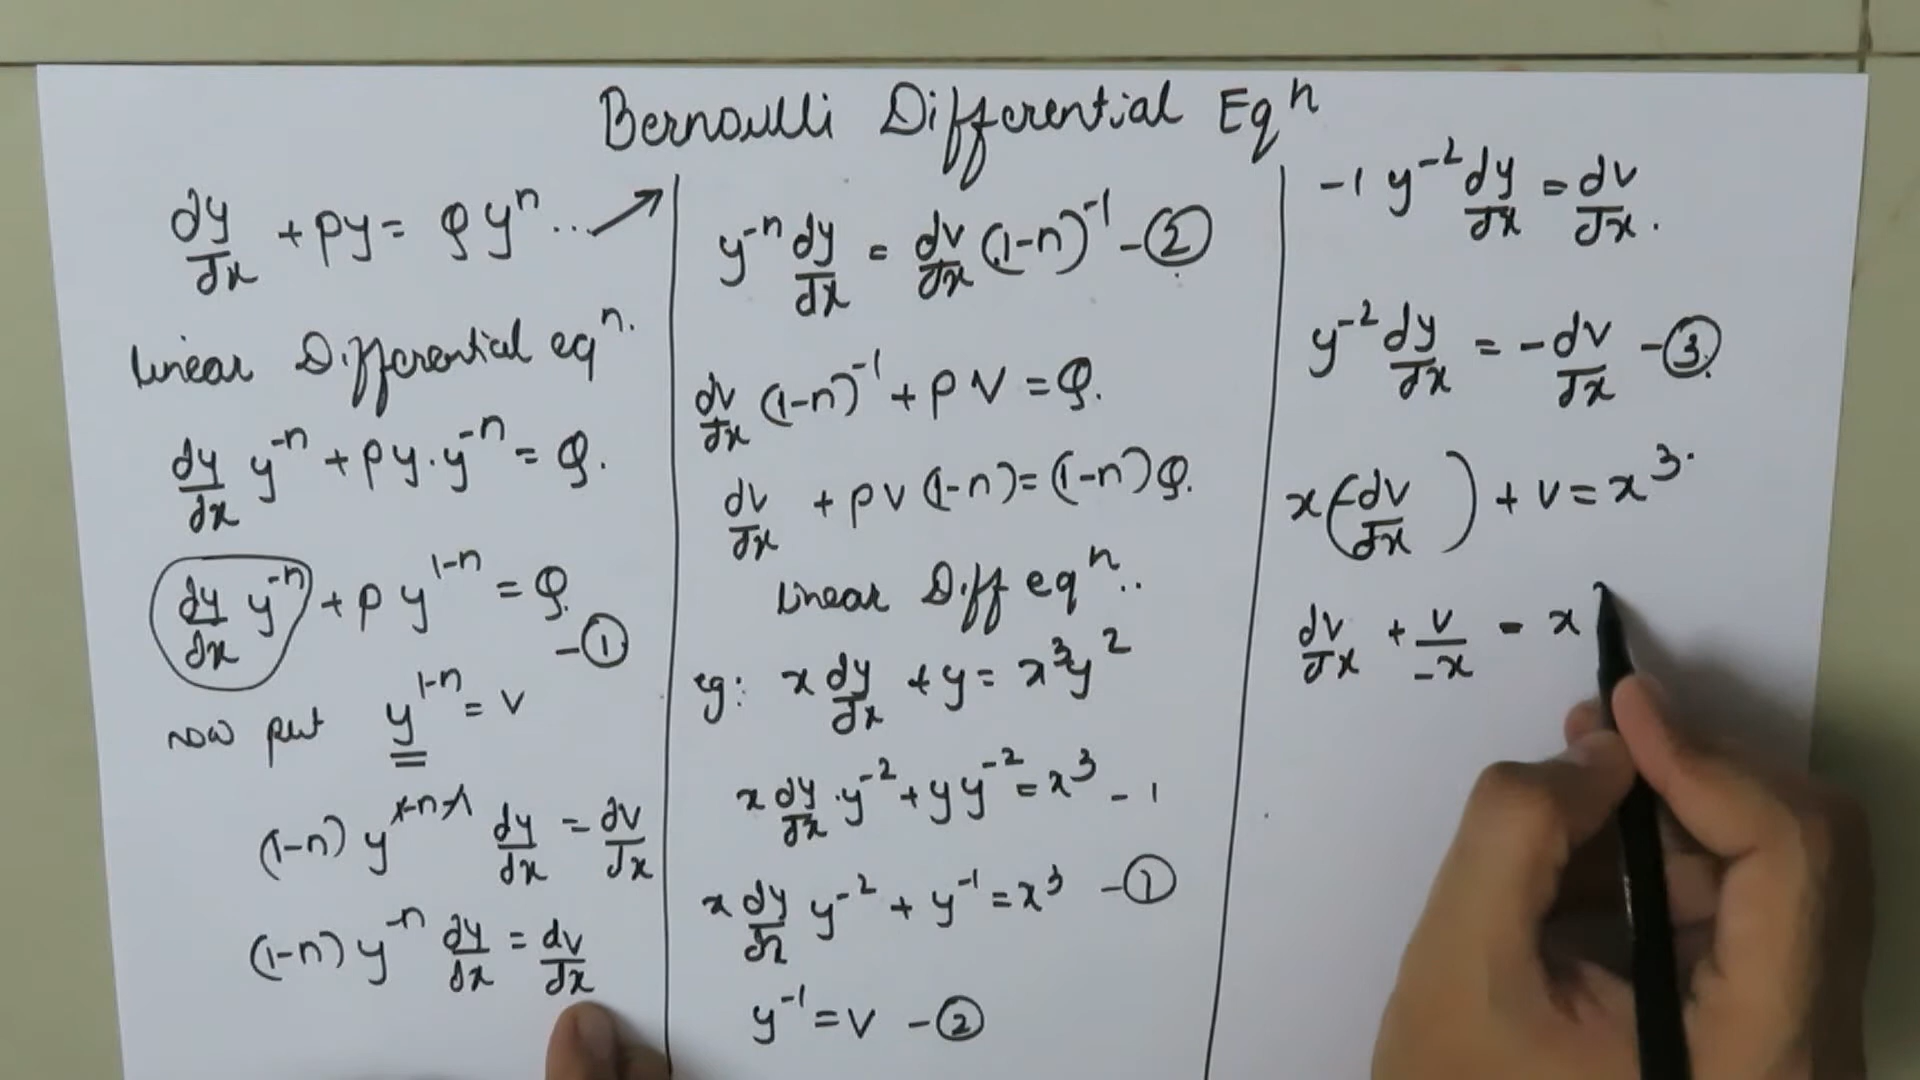 Bernoulli Differential Eqⁿ
dy/dx + py = Q yⁿ ..
Linear Differential eqⁿ.
dy/dx y⁻ⁿ + py.y⁻ⁿ = Q.
dy/dx y⁻ⁿ + p y¹⁻ⁿ = Q.
- ①
now put y¹⁻ⁿ = v
(1-n) y¹⁻ⁿ⁻¹ dy/dx = dv/dx
(1-n) y⁻ⁿ dy/dx = dv/dx
y⁻ⁿ dy/dx = dv/dx (1-n)⁻¹ - ②
dv/dx (1-n)⁻¹ + p v = Q.
dv/dx + pv (1-n) = (1-n) Q.
Linear Diff eqⁿ..
eg: x dy/dx + y = x³y²
x dy/dx . y⁻² + y y⁻² = x³ - 1
x dy/dx y⁻² + y⁻¹ = x³ - ①
y⁻¹ = v - ②
-1 y⁻² dy/dx = dv/dx.
y⁻² dy/dx = - dv/dx - ③.
x(-dv/dx) + v = x³.
dv/dx + v/-x = x